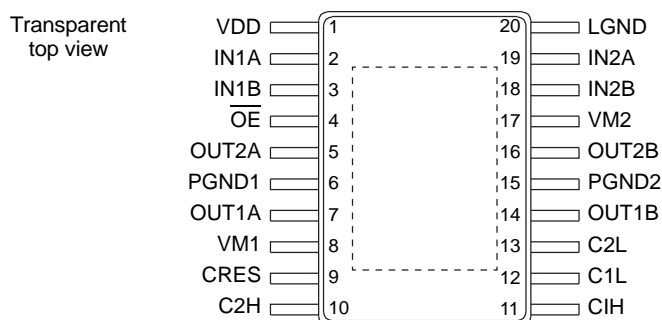 Transparent
top view
VDD 1 20 LGND
IN1A 2 19 IN2A
IN1B 3 18 IN2B
OE 4 17 VM2
OUT2A 5 16 OUT2B
PGND1 6 15 PGND2
OUT1A 7 14 OUT1B
VM1 8 13 C2L
CRES 9 12 C1L
C2H 10 11 CIH